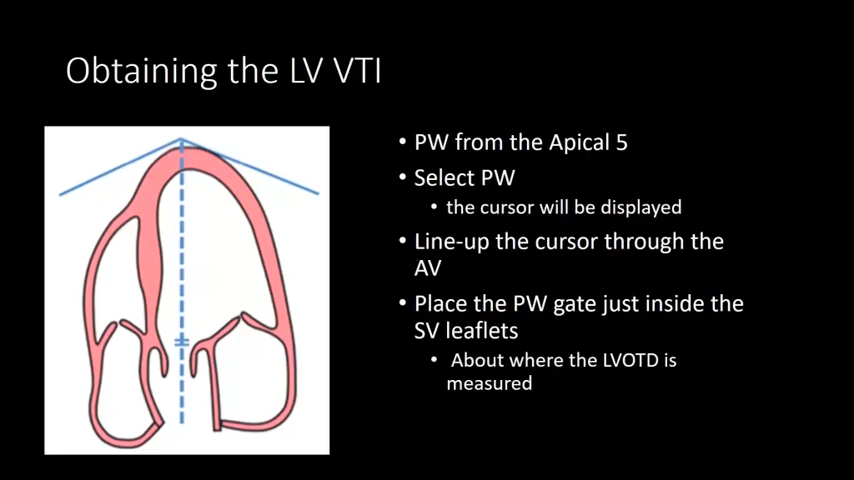 Obtaining the LV VTI
• PW from the Apical 5
• Select PW
• the cursor will be displayed
• Line-up the cursor through the
AV
• Place the PW gate just inside the
SV leaflets
• About where the LVOTD is
measured